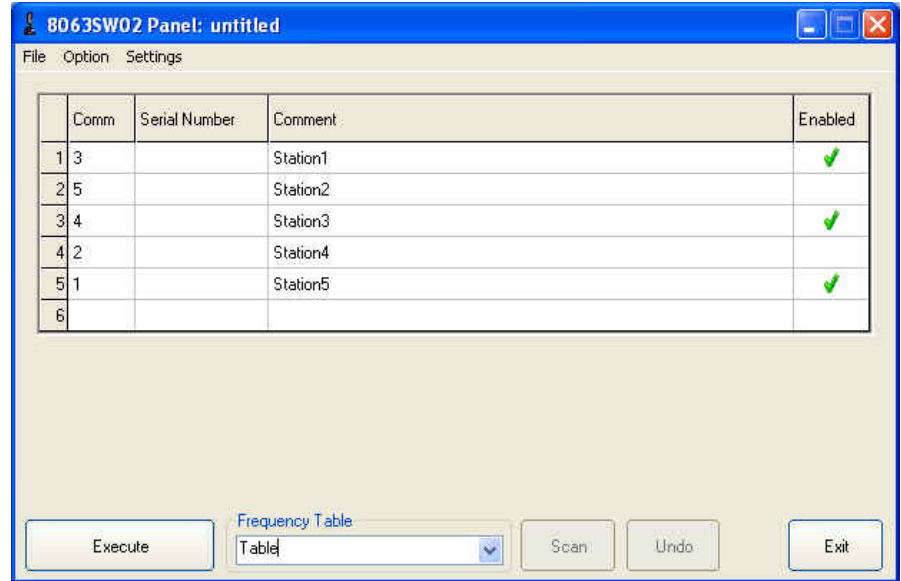 8063SW02 Panel: untitled
File Option Settings
Comm Serial Number Comment Enabled
1 3 Station1
2 5 Station2
3 4 Station3
4 2 Station4
5 1 Station5
6
Frequency Table
Execute Table Scan Undo Exit